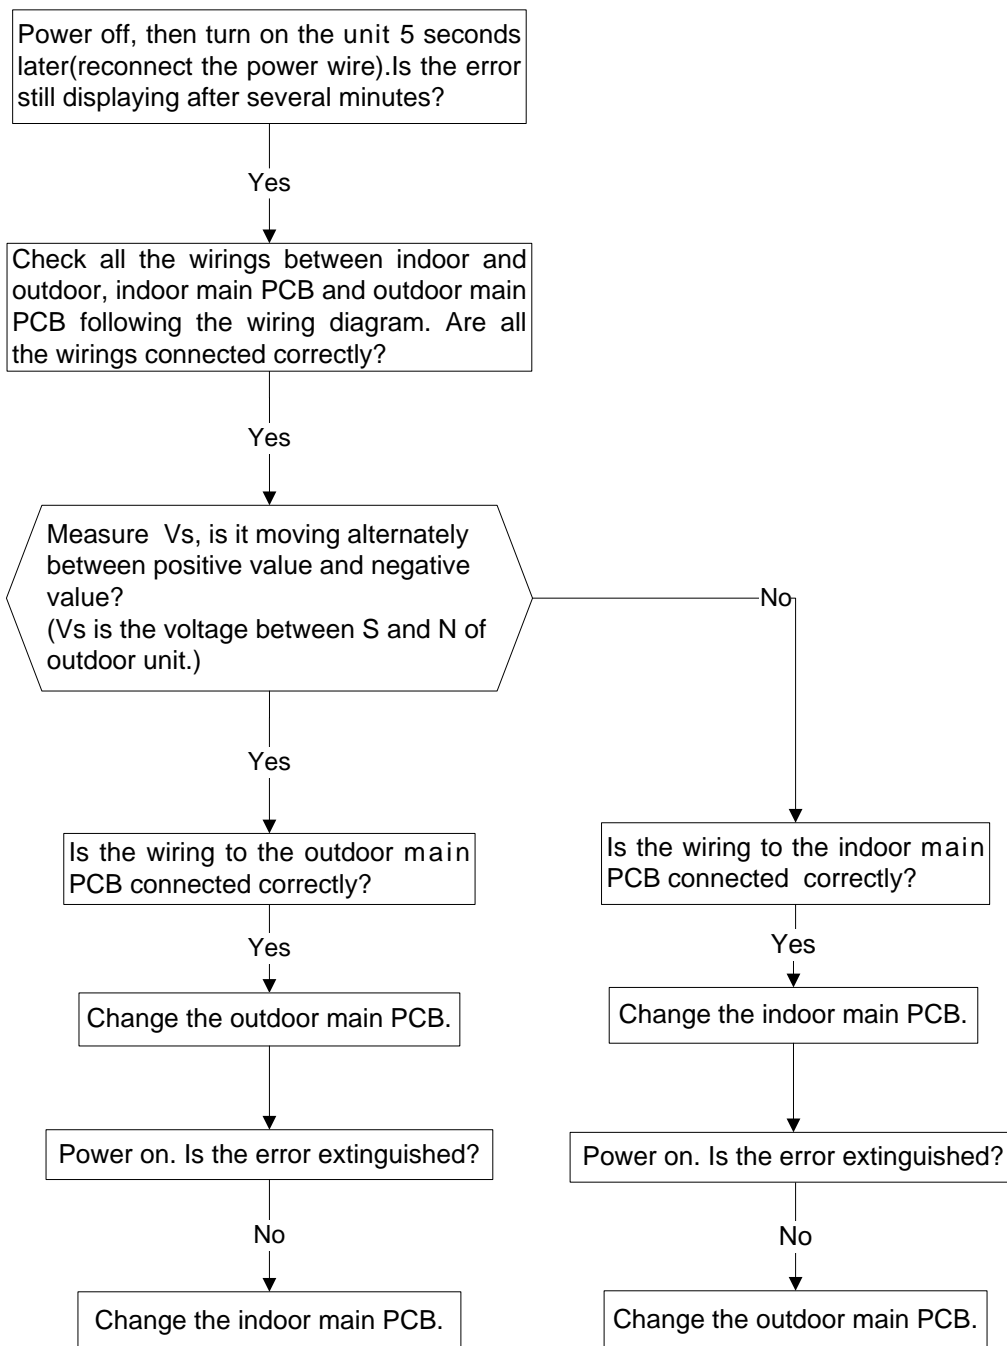 Power off, then turn on the unit 5 seconds
later(reconnect the power wire).Is the error
still displaying after several minutes?
Yes
Check all the wirings between indoor and
outdoor, indoor main PCB and outdoor main
PCB following the wiring diagram. Are all
the wirings connected correctly?
Yes
Measure Vs, is it moving alternately
between positive value and negative
value?
(Vs is the voltage between S and N of
outdoor unit.)
No
Yes
Is the wiring to the outdoor main
PCB connected correctly?
Yes
Change the outdoor main PCB.
Power on. Is the error extinguished?
No
Change the indoor main PCB.
Is the wiring to the indoor main
PCB connected correctly?
Yes
Change the indoor main PCB.
Power on. Is the error extinguished?
No
Change the outdoor main PCB.